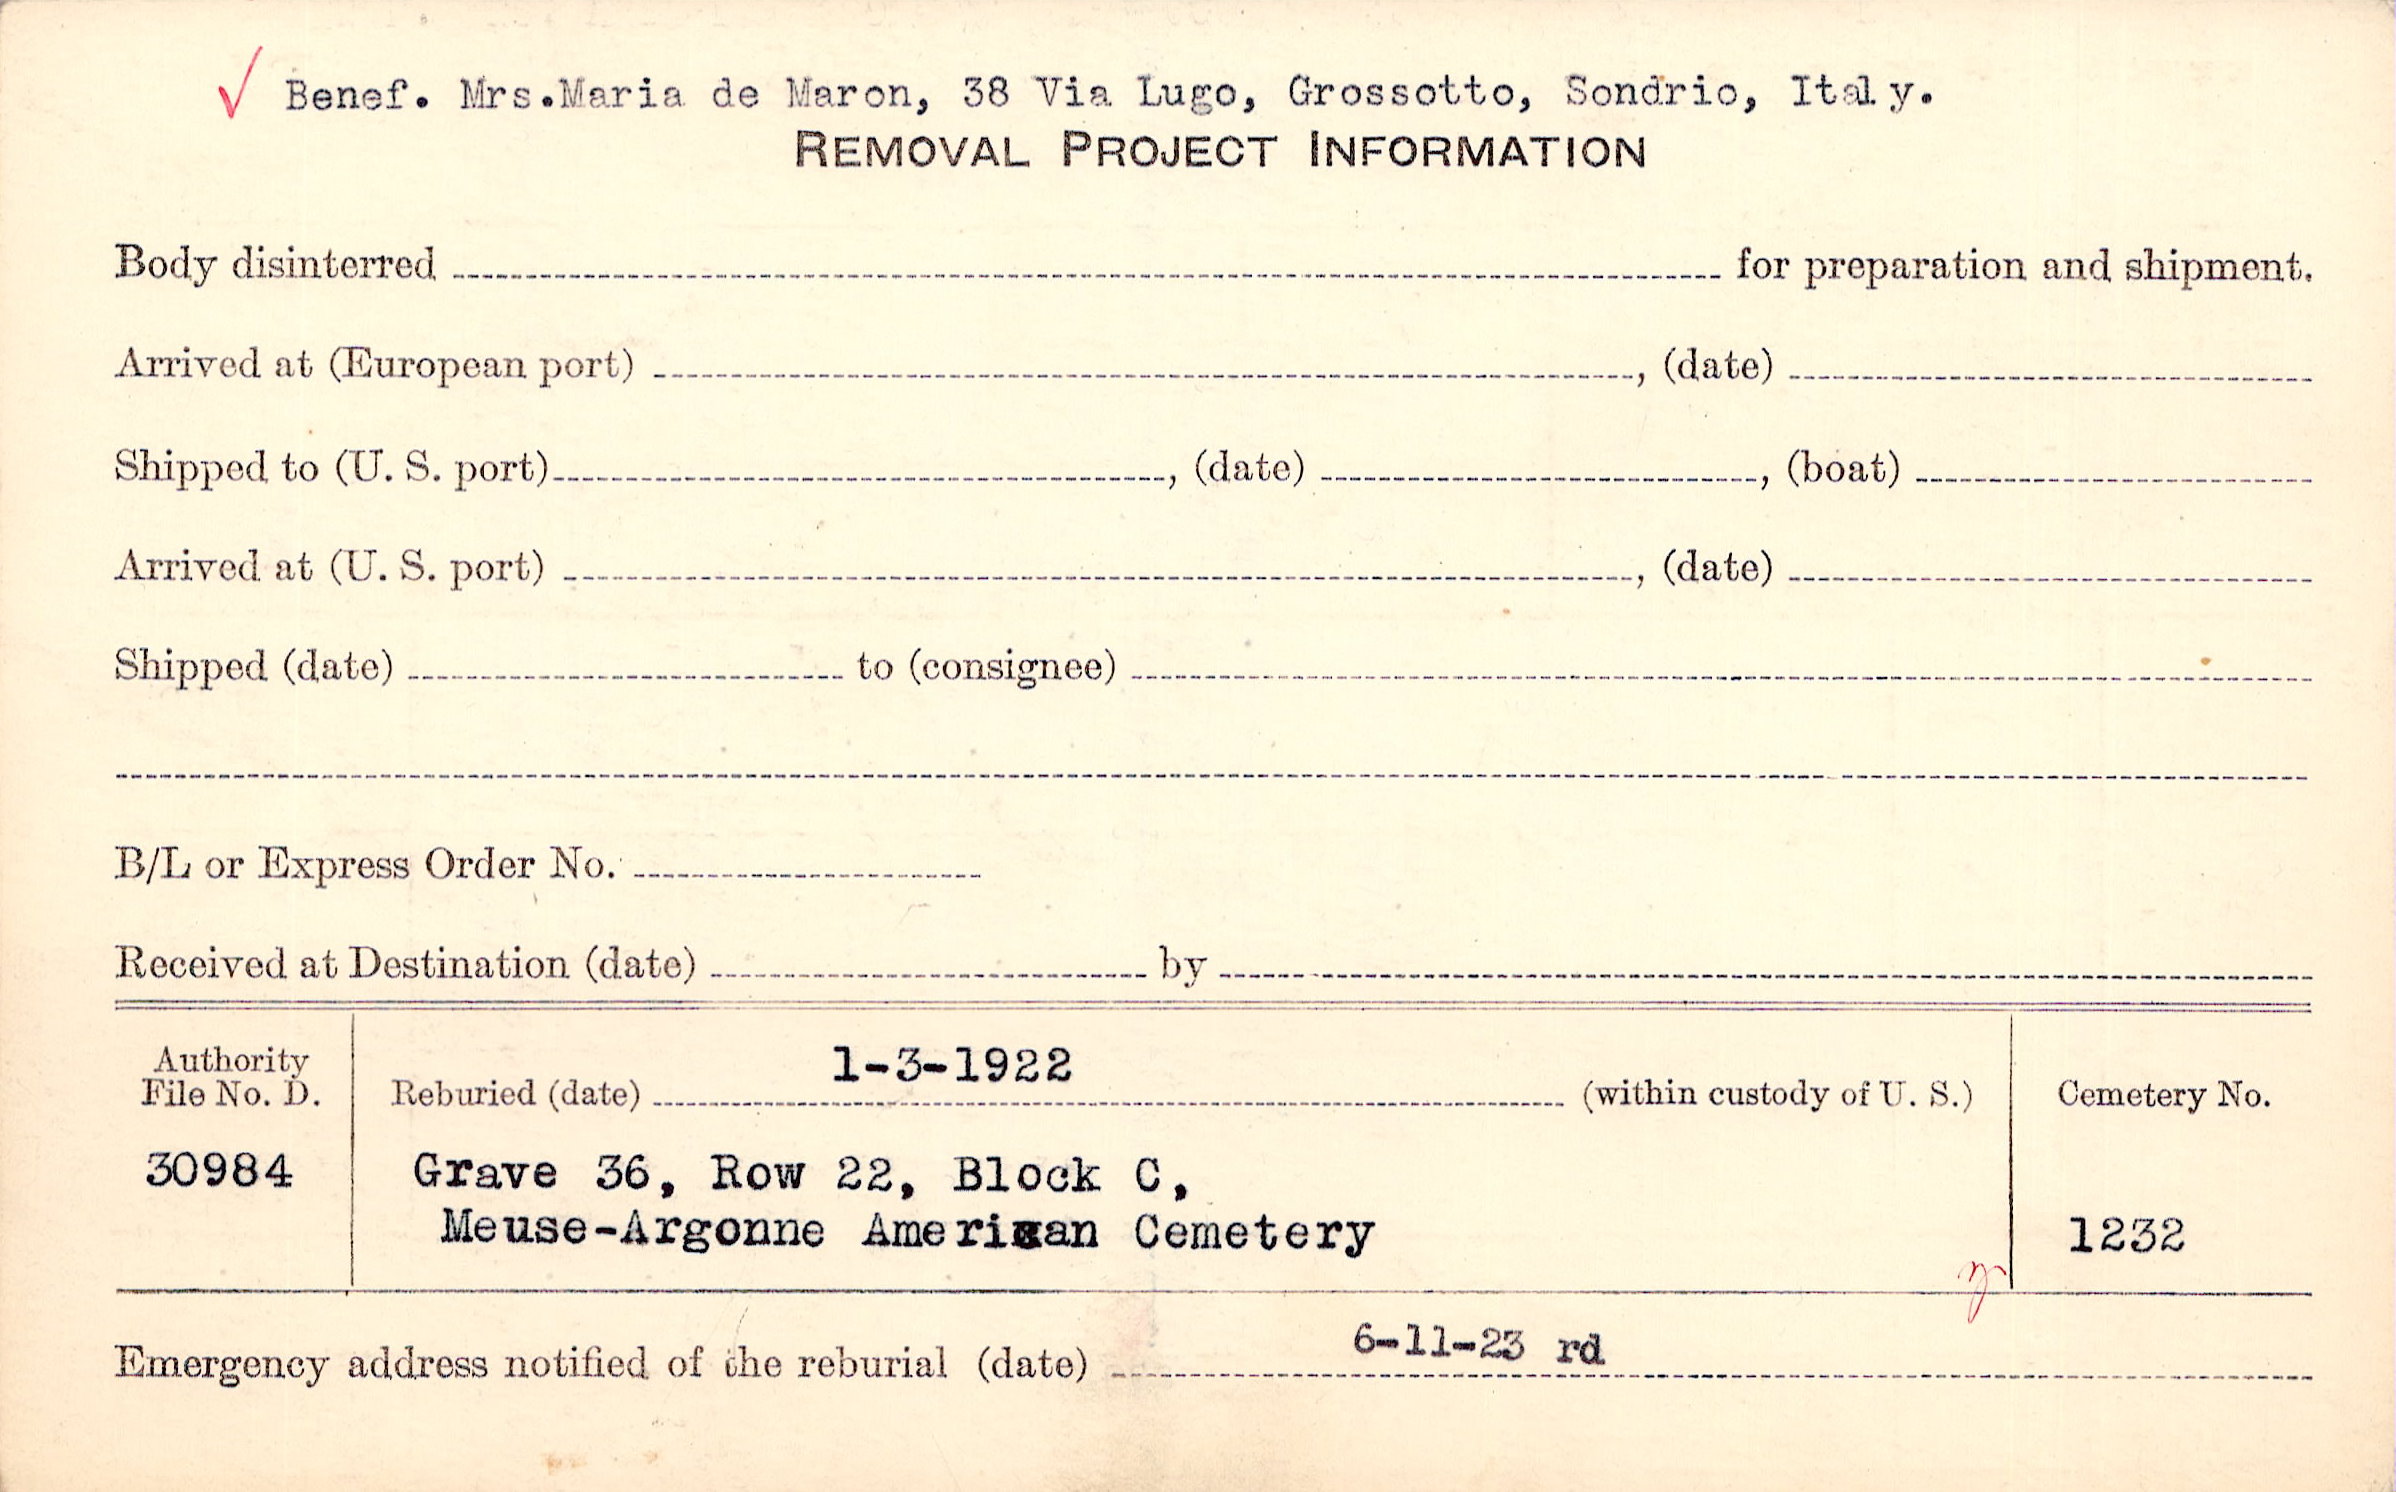 Benef. Mrs.Maria de Maron, 38 Via Lugo, Grossotto, Sondrio, Italy.
REMOVAL PROJECT INFORMATION
Body disinterred for preparation and shipment.
Arrived at (European port) , (date)
Shipped to (U. S. port) , (date) , (boat)
Arrived at (U. S. port) , (date)
Shipped (date) to (consignee)
B/L or Express Order No.
Received at Destination (date) by
Authority
File No. D.
30984
Reburied (date) 1-3-1922 (within custody of U. S.)
Grave 36, Row 22, Block C,
Meuse-Argonne American Cemetery
Cemetery No.
1232
Emergency address notified of the reburial (date) 6-11-23 rd